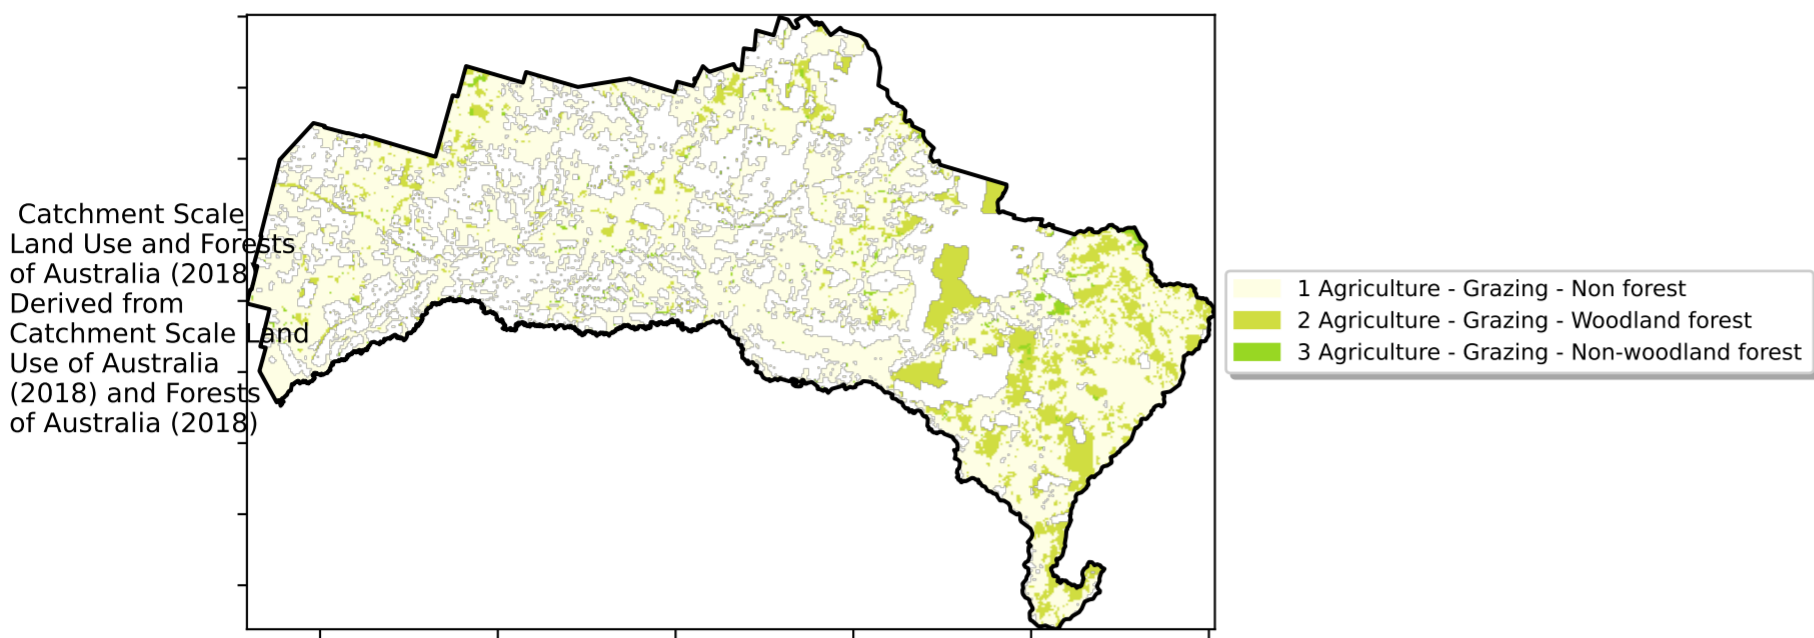 Catchment Scale
Land Use and Forests
of Australia (2018)
Derived from
Catchment Scale Land
Use of Australia
(2018) and Forests
of Australia (2018)
1 Agriculture - Grazing - Non forest
2 Agriculture - Grazing - Woodland forest
3 Agriculture - Grazing - Non-woodland forest